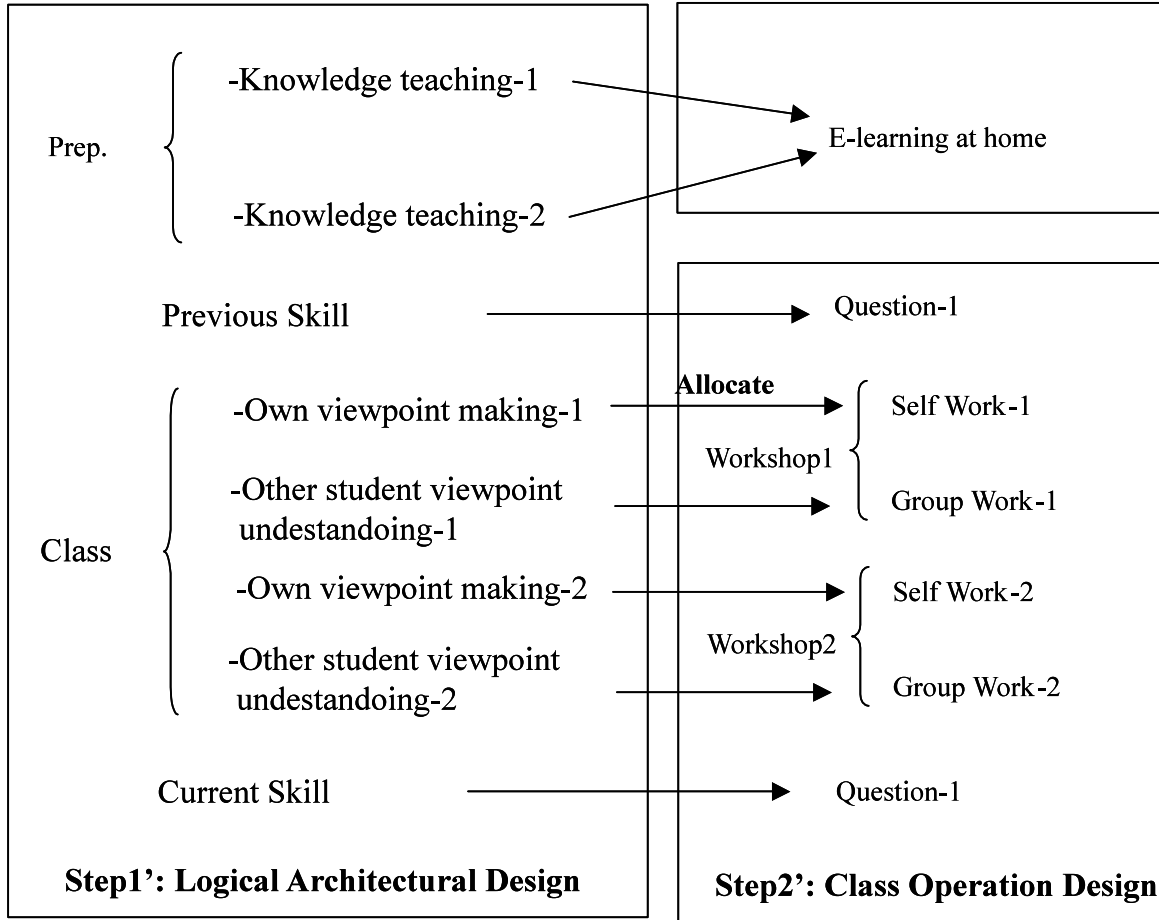 -Knowledge teaching-1
Prep.
-Knowledge teaching-2
E-learning at home
Previous Skill
Question-1
Allocate
-Own viewpoint making-1
Self Work-1
Workshop1
-Other student viewpoint
undestandoing-1
Group Work-1
Class
-Own viewpoint making-2
Self Work-2
Workshop2
-Other student viewpoint
undestandoing-2
Group Work-2
Current Skill
Question-1
Step1’: Logical Architectural Design
Step2’: Class Operation Design